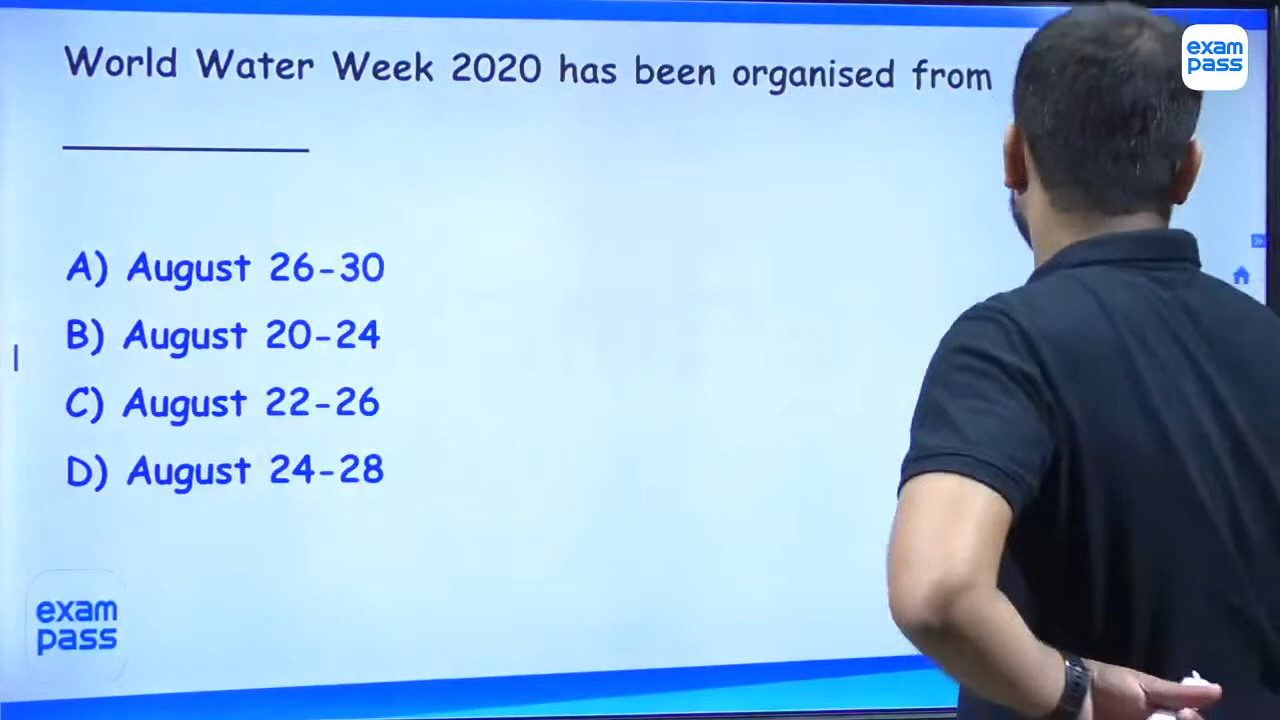 World Water Week 2020 has been organised from
A) August 26-30
B) August 20-24
C) August 22-26
D) August 24-28
exam
pass
exam
pass